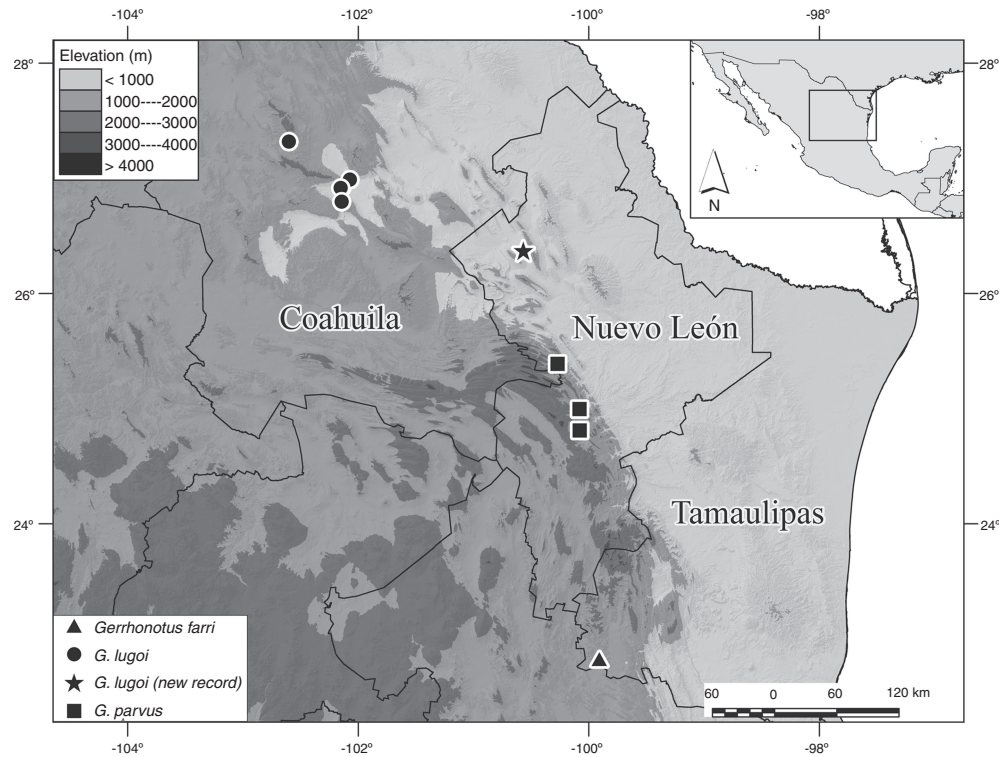 -104º -102º -100º -98º
Elevation (m)
< 1000
1000----2000
2000----3000
3000----4000
> 4000
N
28º 28º
26º 26º
24º 24º
Coahuila
Nuevo León
Tamaulipas
Gerrhonotus farri
G. lugoi
G. lugoi (new record)
G. parvus
60 0 60 120 km
-104º -102º -100º -98º